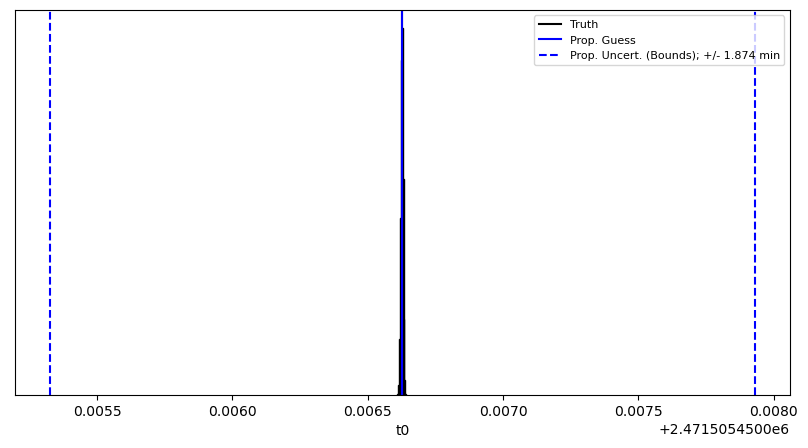 Truth
Prop. Guess
Prop. Uncert. (Bounds); +/- 1.874 min
0.0055 0.0060 0.0065 0.0070 0.0075 0.0080
t0
+2.4715054500e6